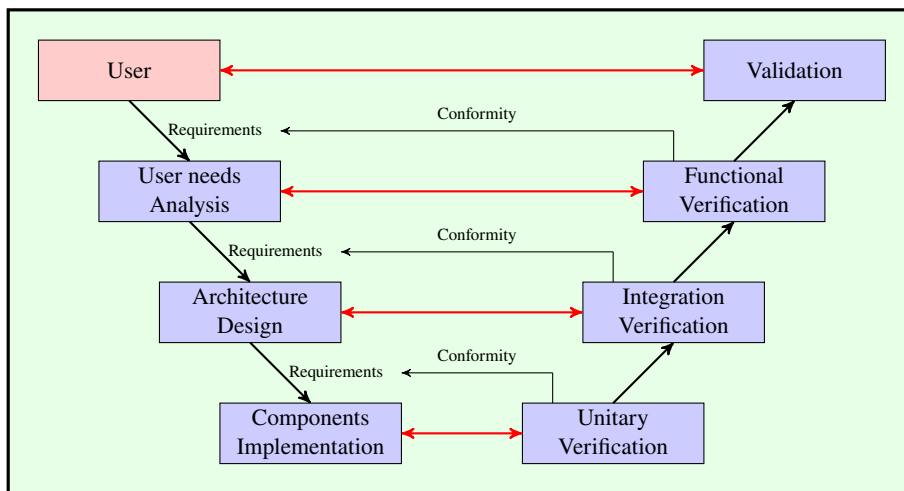 User
Validation
Requirements
Conformity
User needs
Analysis
Functional
Verification
Requirements
Conformity
Architecture
Design
Integration
Verification
Requirements
Conformity
Components
Implementation
Unitary
Verification